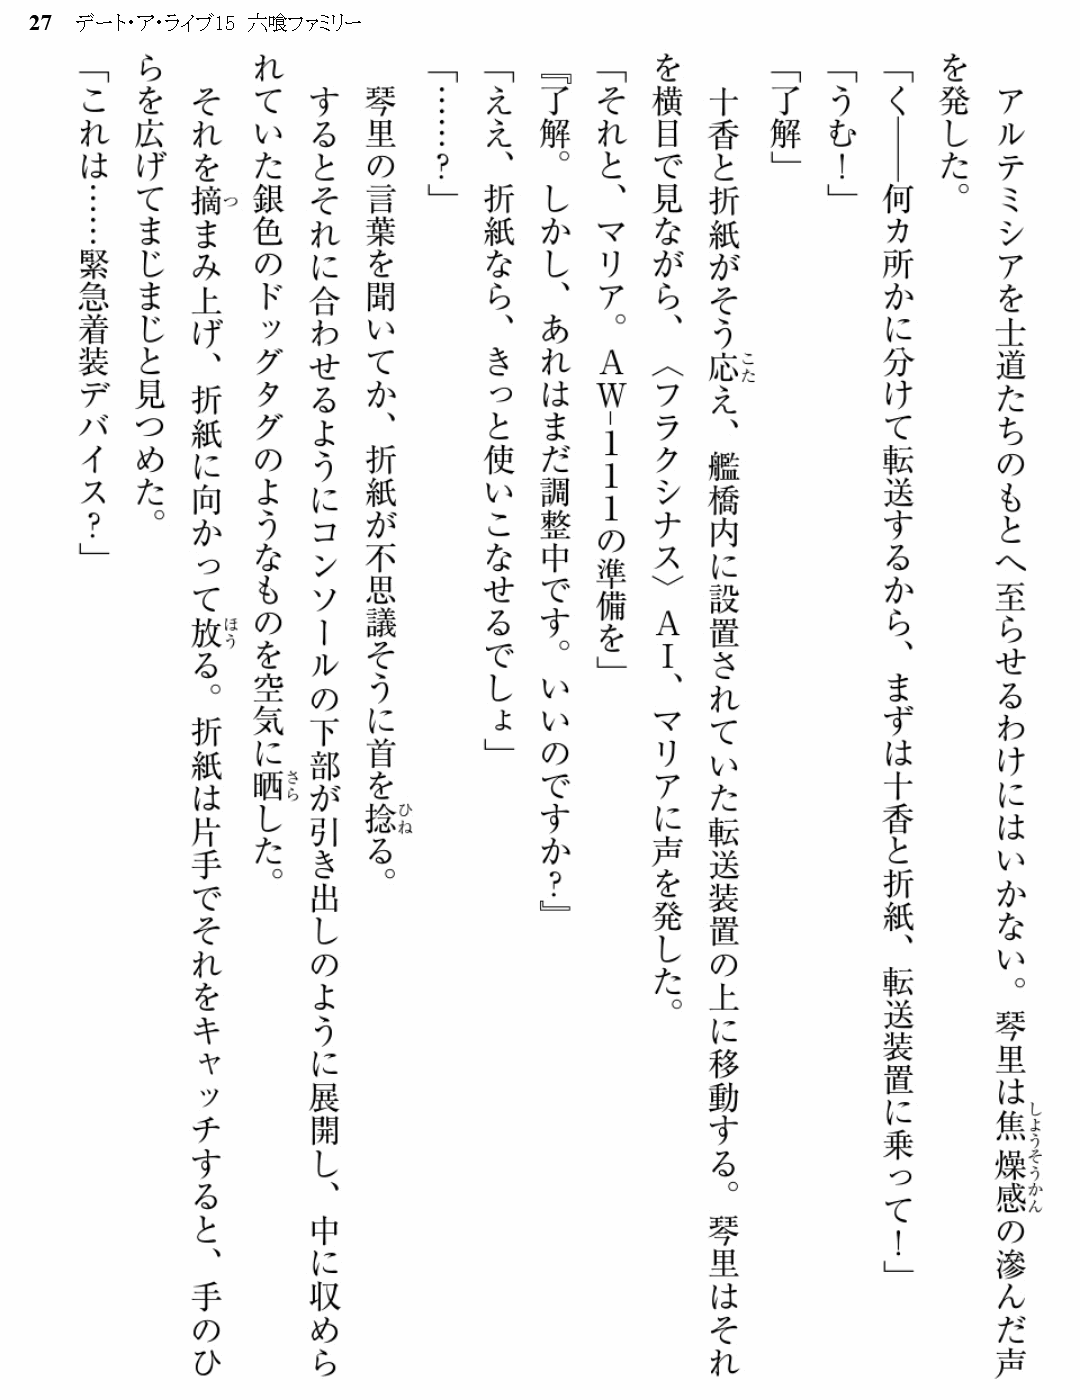 27 デート・ア・ライブ15 六喰ファミリー
アルテミシアを士道たちのもとへ至らせるわけにはいかない。琴里は焦燥感の滲んだ声
を発した。
「く――何カ所かに分けて転送するから、まずは十香と折紙、転送装置に乗って！」
「うむ！」
「了解」
十香と折紙がそう応え、艦橋内に設置されていた転送装置の上に移動する。琴里はそれ
を横目で見ながら、〈フラクシナス〉ＡＩ、マリアに声を発した。
「それと、マリア。ＡＷ-111の準備を」
『了解。しかし、あれはまだ調整中です。いいのですか？』
「ええ、折紙なら、きっと使いこなせるでしょ」
「……？」
琴里の言葉を聞いてか、折紙が不思議そうに首を捻る。
するとそれに合わせるようにコンソールの下部が引き出しのように展開し、中に収めら
れていた銀色のドッグタグのようなものを空気に晒した。
それを摘まみ上げ、折紙に向かって放る。折紙は片手でそれをキャッチすると、手のひ
らを広げてまじまじと見つめた。
「これは……緊急着装デバイス？」